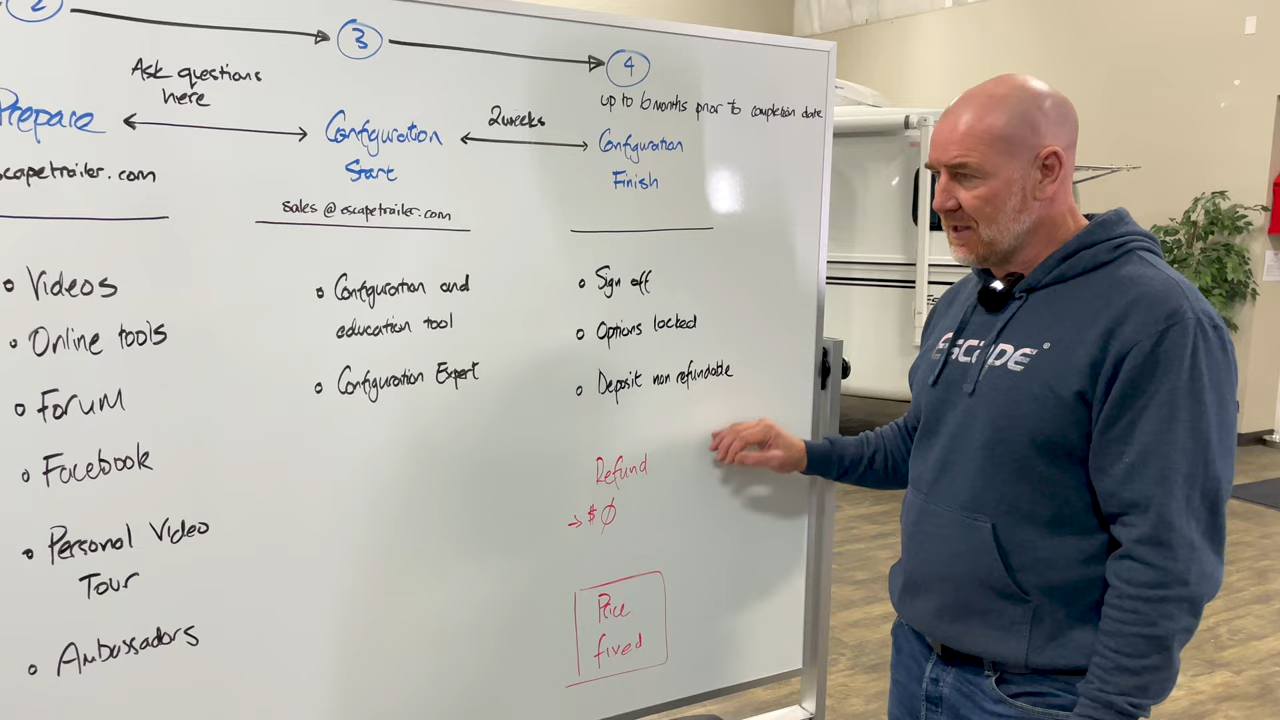 2
3
4
Ask questions
here
up to 6 months prior to completion date
Prepare
Configuration
Start
2 weeks
Configuration
Finish
scapetrailer.com
sales @ escapetrailer.com
• Videos
• Online tools
• Forum
• Facebook
• Personal Video
Tour
• Ambassadors
• Configuration and
education tool
• Configuration Expert
• Sign off
• Options locked
• Deposit non refundable
Refund
→ $0
Price
fixed
ESCAPE